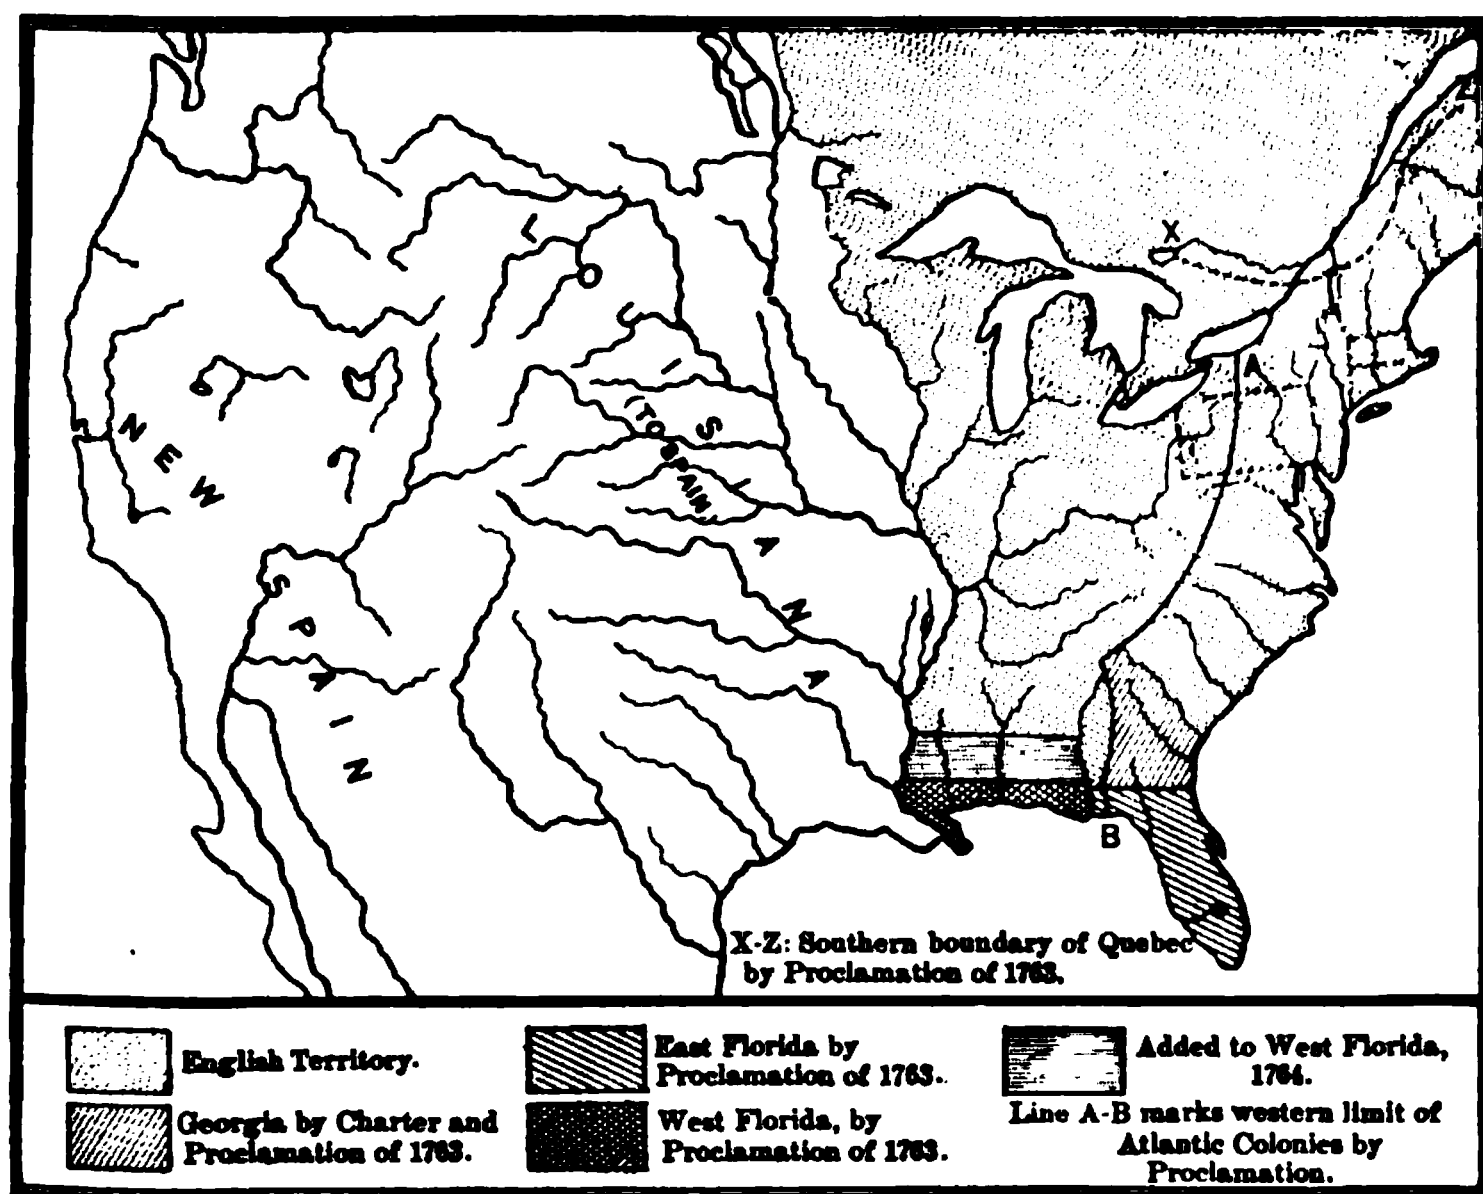 X
Z
A
LOUISIANA
(TO SPAIN)
NEW
SPAIN
B
X-Z: Southern boundary of Quebec
by Proclamation of 1763.
English Territory.
Georgia by Charter and
Proclamation of 1763.
East Florida by
Proclamation of 1763.
West Florida, by
Proclamation of 1763.
Added to West Florida,
1764.
Line A-B marks western limit of
Atlantic Colonies by
Proclamation.